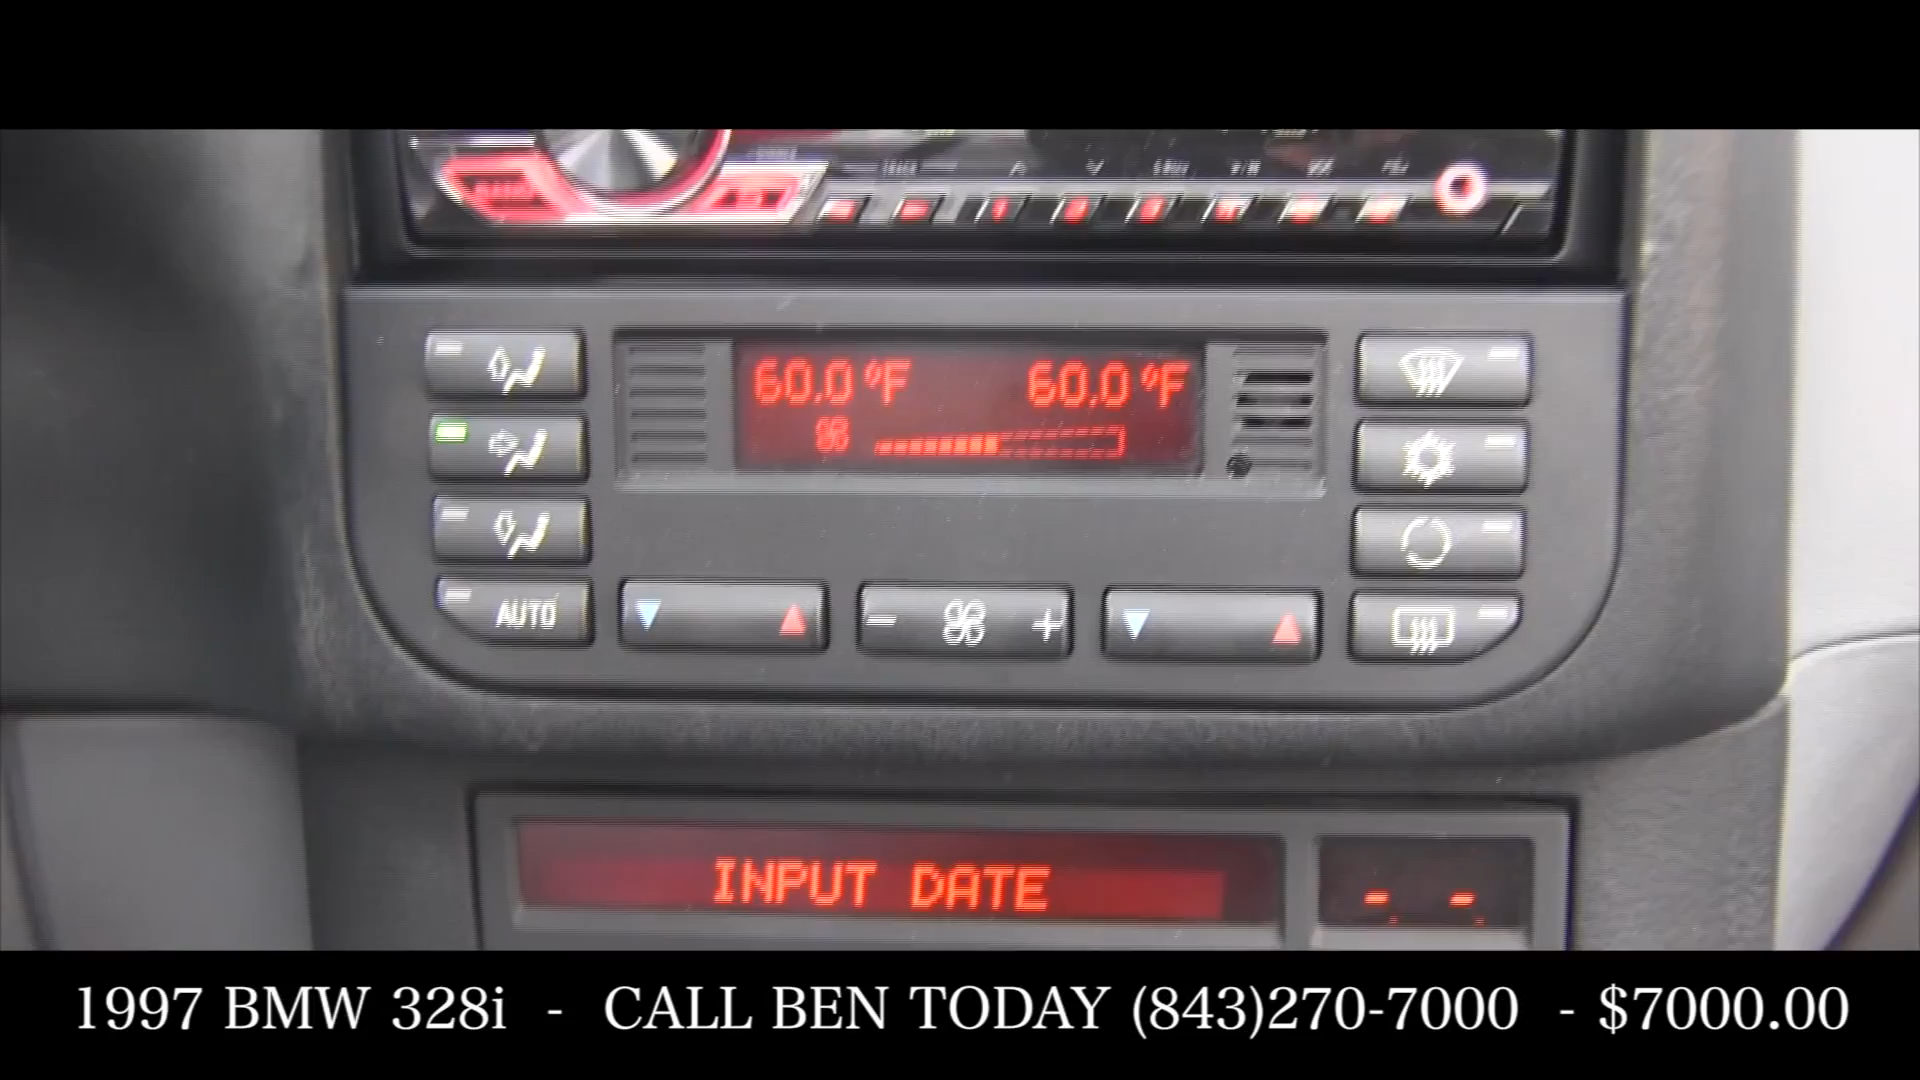 60.0 °F 60.0 °F
AUTO
- +
INPUT DATE
- -
1997 BMW 328i - CALL BEN TODAY (843)270-7000 - $7000.00